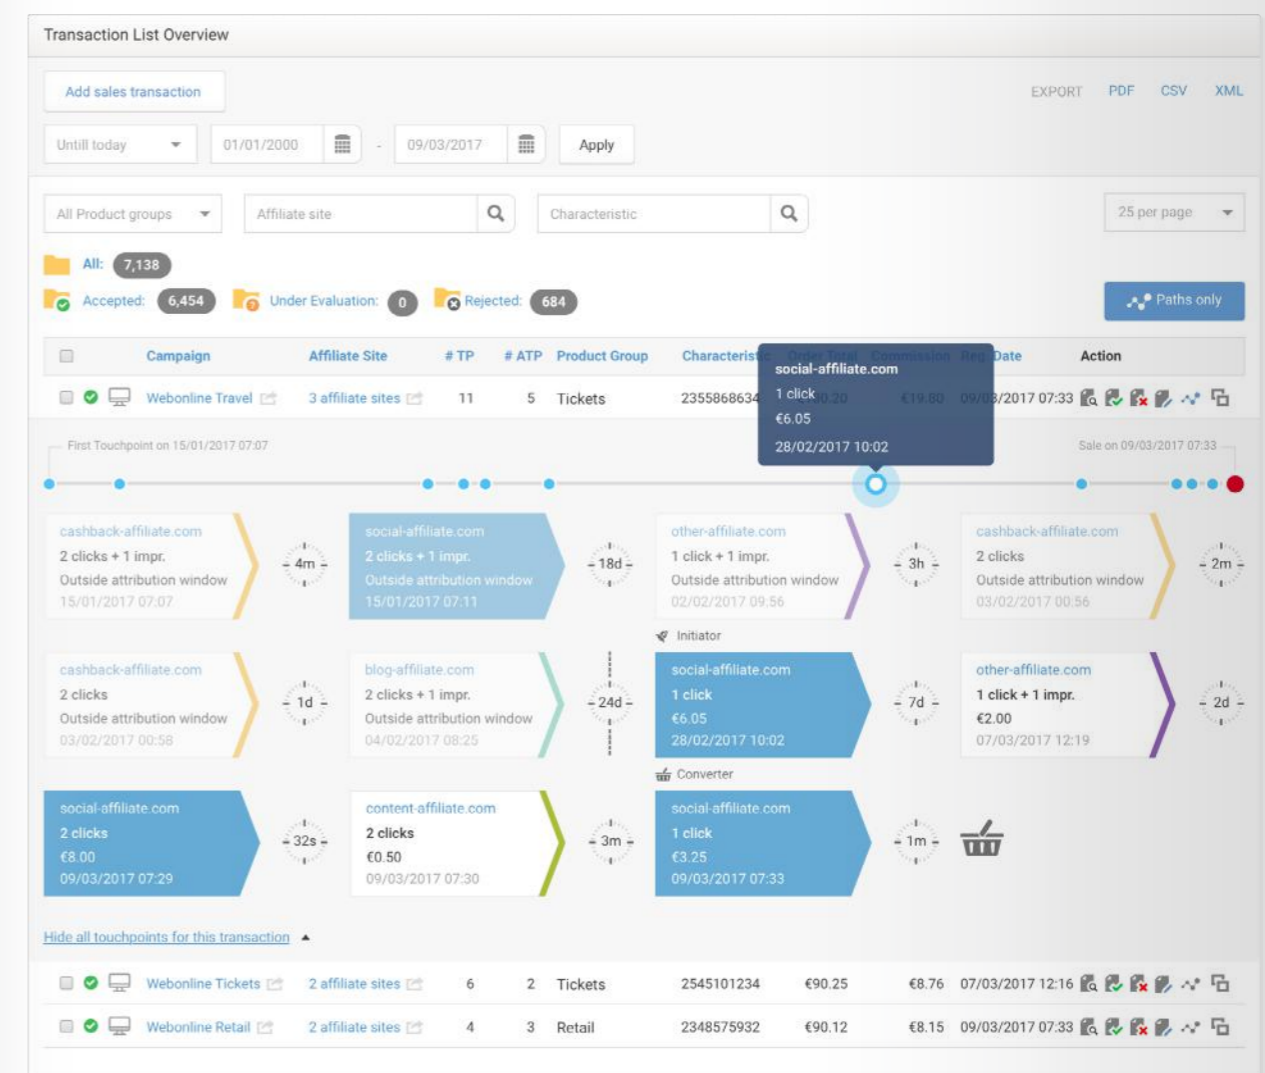 Transaction List Overview
Add sales transaction
EXPORT PDF CSV XML
Untill today 01/01/2000 - 09/03/2017 Apply
All Product groups Affiliate site Characteristic 25 per page
All: 7,138
Accepted: 6,454 Under Evaluation: 0 Rejected: 684 Paths only
Campaign Affiliate Site # TP # ATP Product Group Characteristic Order Total Commission Reg. Date Action
Webonline Travel 3 affiliate sites 11 5 Tickets 2355868634 €19.80 09/03/2017 07:33
social-affiliate.com
1 click
€6.05
28/02/2017 10:02
First Touchpoint on 15/01/2017 07:07 Sale on 09/03/2017 07:33
cashback-affiliate.com
2 clicks + 1 impr.
Outside attribution window
15/01/2017 07:07
4m
social-affiliate.com
2 clicks + 1 impr.
Outside attribution window
15/01/2017 07:11
18d
other-affiliate.com
1 click + 1 impr.
Outside attribution window
02/02/2017 09:56
3h
cashback-affiliate.com
2 clicks
Outside attribution window
03/02/2017 00:56
2m
cashback-affiliate.com
2 clicks
Outside attribution window
03/02/2017 00:58
1d
blog-affiliate.com
2 clicks + 1 impr.
Outside attribution window
04/02/2017 08:25
24d
Initiator
social-affiliate.com
1 click
€6.05
28/02/2017 10:02
7d
other-affiliate.com
1 click + 1 impr.
€2.00
07/03/2017 12:19
2d
social-affiliate.com
2 clicks
€8.00
09/03/2017 07:29
32s
content-affiliate.com
2 clicks
€0.50
09/03/2017 07:30
3m
Converter
social-affiliate.com
1 click
€3.25
09/03/2017 07:33
1m
Hide all touchpoints for this transaction
Webonline Tickets 2 affiliate sites 6 2 Tickets 2545101234 €90.25 €8.76 07/03/2017 12:16
Webonline Retail 2 affiliate sites 4 3 Retail 2348575932 €90.12 €8.15 09/03/2017 07:33